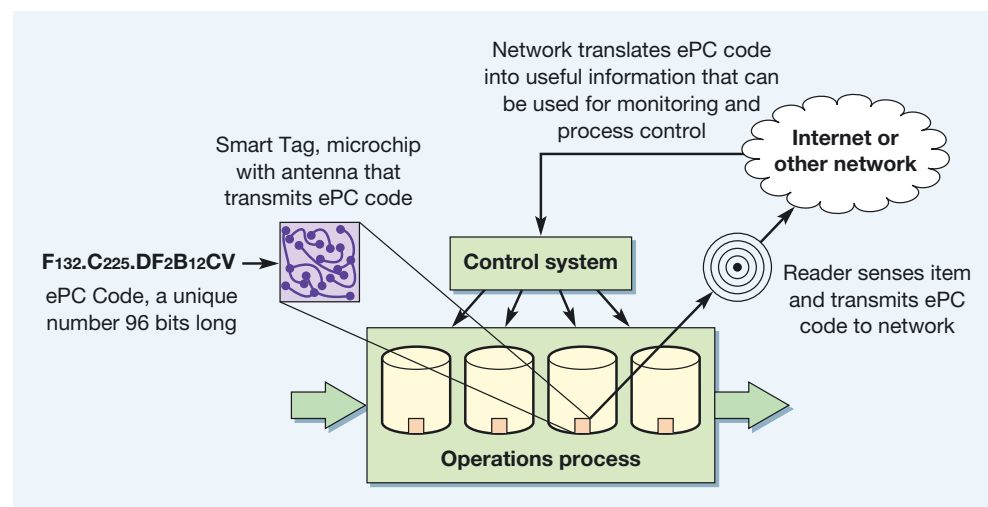 Network translates ePC code
into useful information that can
be used for monitoring and
process control
Internet or
other network
Smart Tag, microchip
with antenna that
transmits ePC code
F132.C225.DF2B12CV
ePC Code, a unique
number 96 bits long
Control system
Reader senses item
and transmits ePC
code to network
Operations process